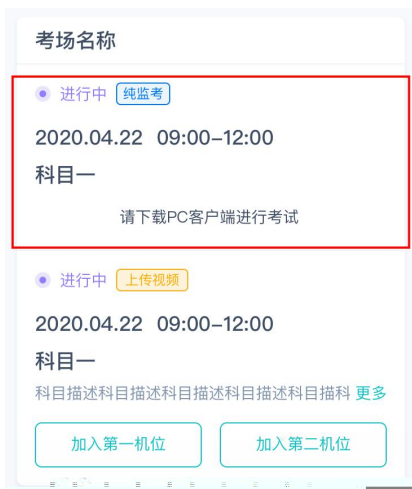 考场名称
进行中 纯监考
2020.04.22 09:00-12:00
科目一
请下载PC客户端进行考试
进行中 上传视频
2020.04.22 09:00-12:00
科目一
科目描述科目描述科目描述科目描述科目描科 更多
加入第一机位 加入第二机位